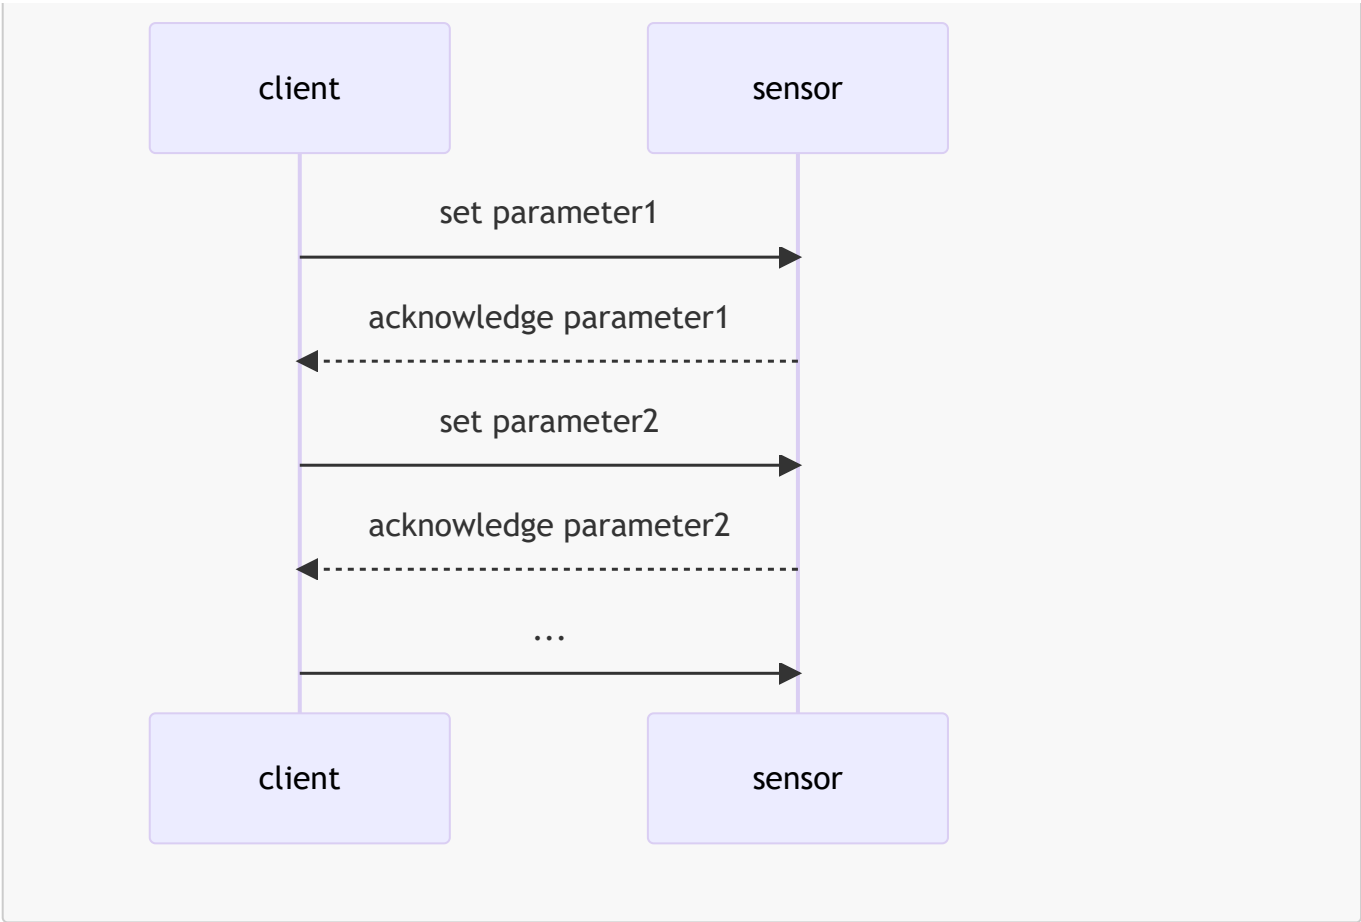 client
sensor
set parameter1
acknowledge parameter1
set parameter2
acknowledge parameter2
...
client
sensor